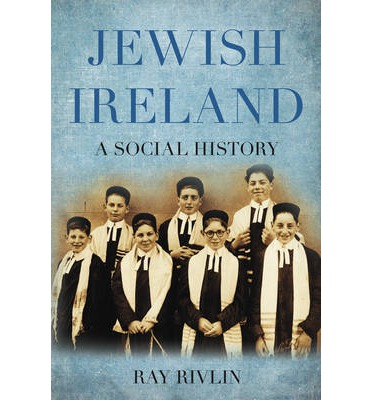 JEWISH
IRELAND
A SOCIAL HISTORY
RAY RIVLIN